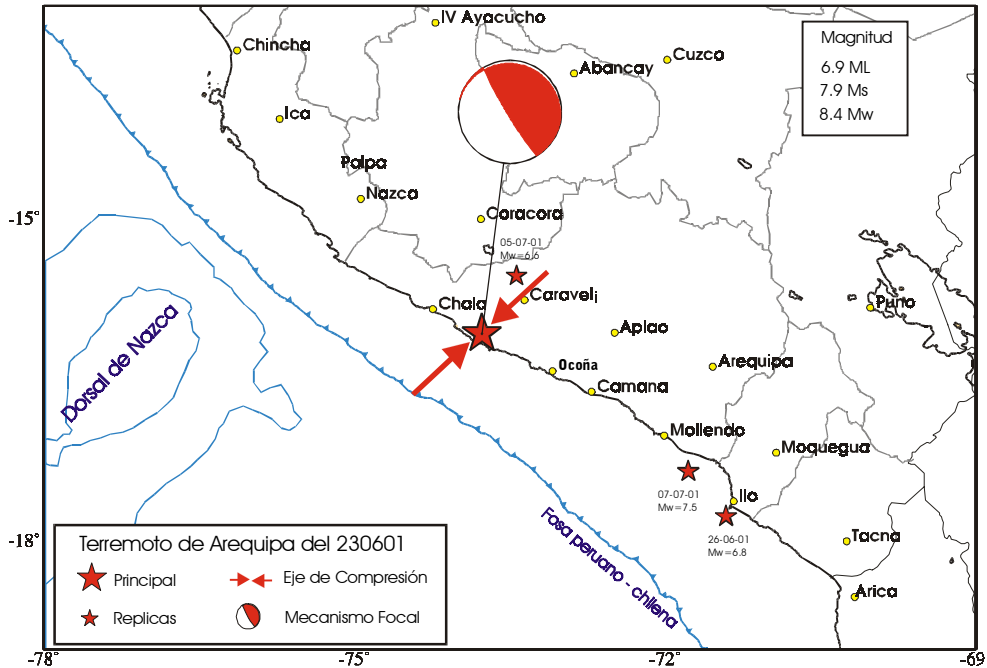 IV Ayacucho
Chincha
Cuzco
Abancay
Ica
Palpa
Nazca
Coracora
05-07-01
Mw=6.6
Chala
Caraveli
Aplao
Puno
Ocoña
Arequipa
Camana
Mollendo
Moquegua
Ilo
07-07-01
Mw=7.5
26-06-01
Mw=6.8
Tacna
Arica
Magnitud
6.9 ML
7.9 Ms
8.4 Mw
Dorsal de Nazca
Fosa peruano - chilena
-15°
-18°
-78°
-75°
-72°
-69
Terremoto de Arequipa del 230601
Principal
Eje de Compresión
Replicas
Mecanismo Focal